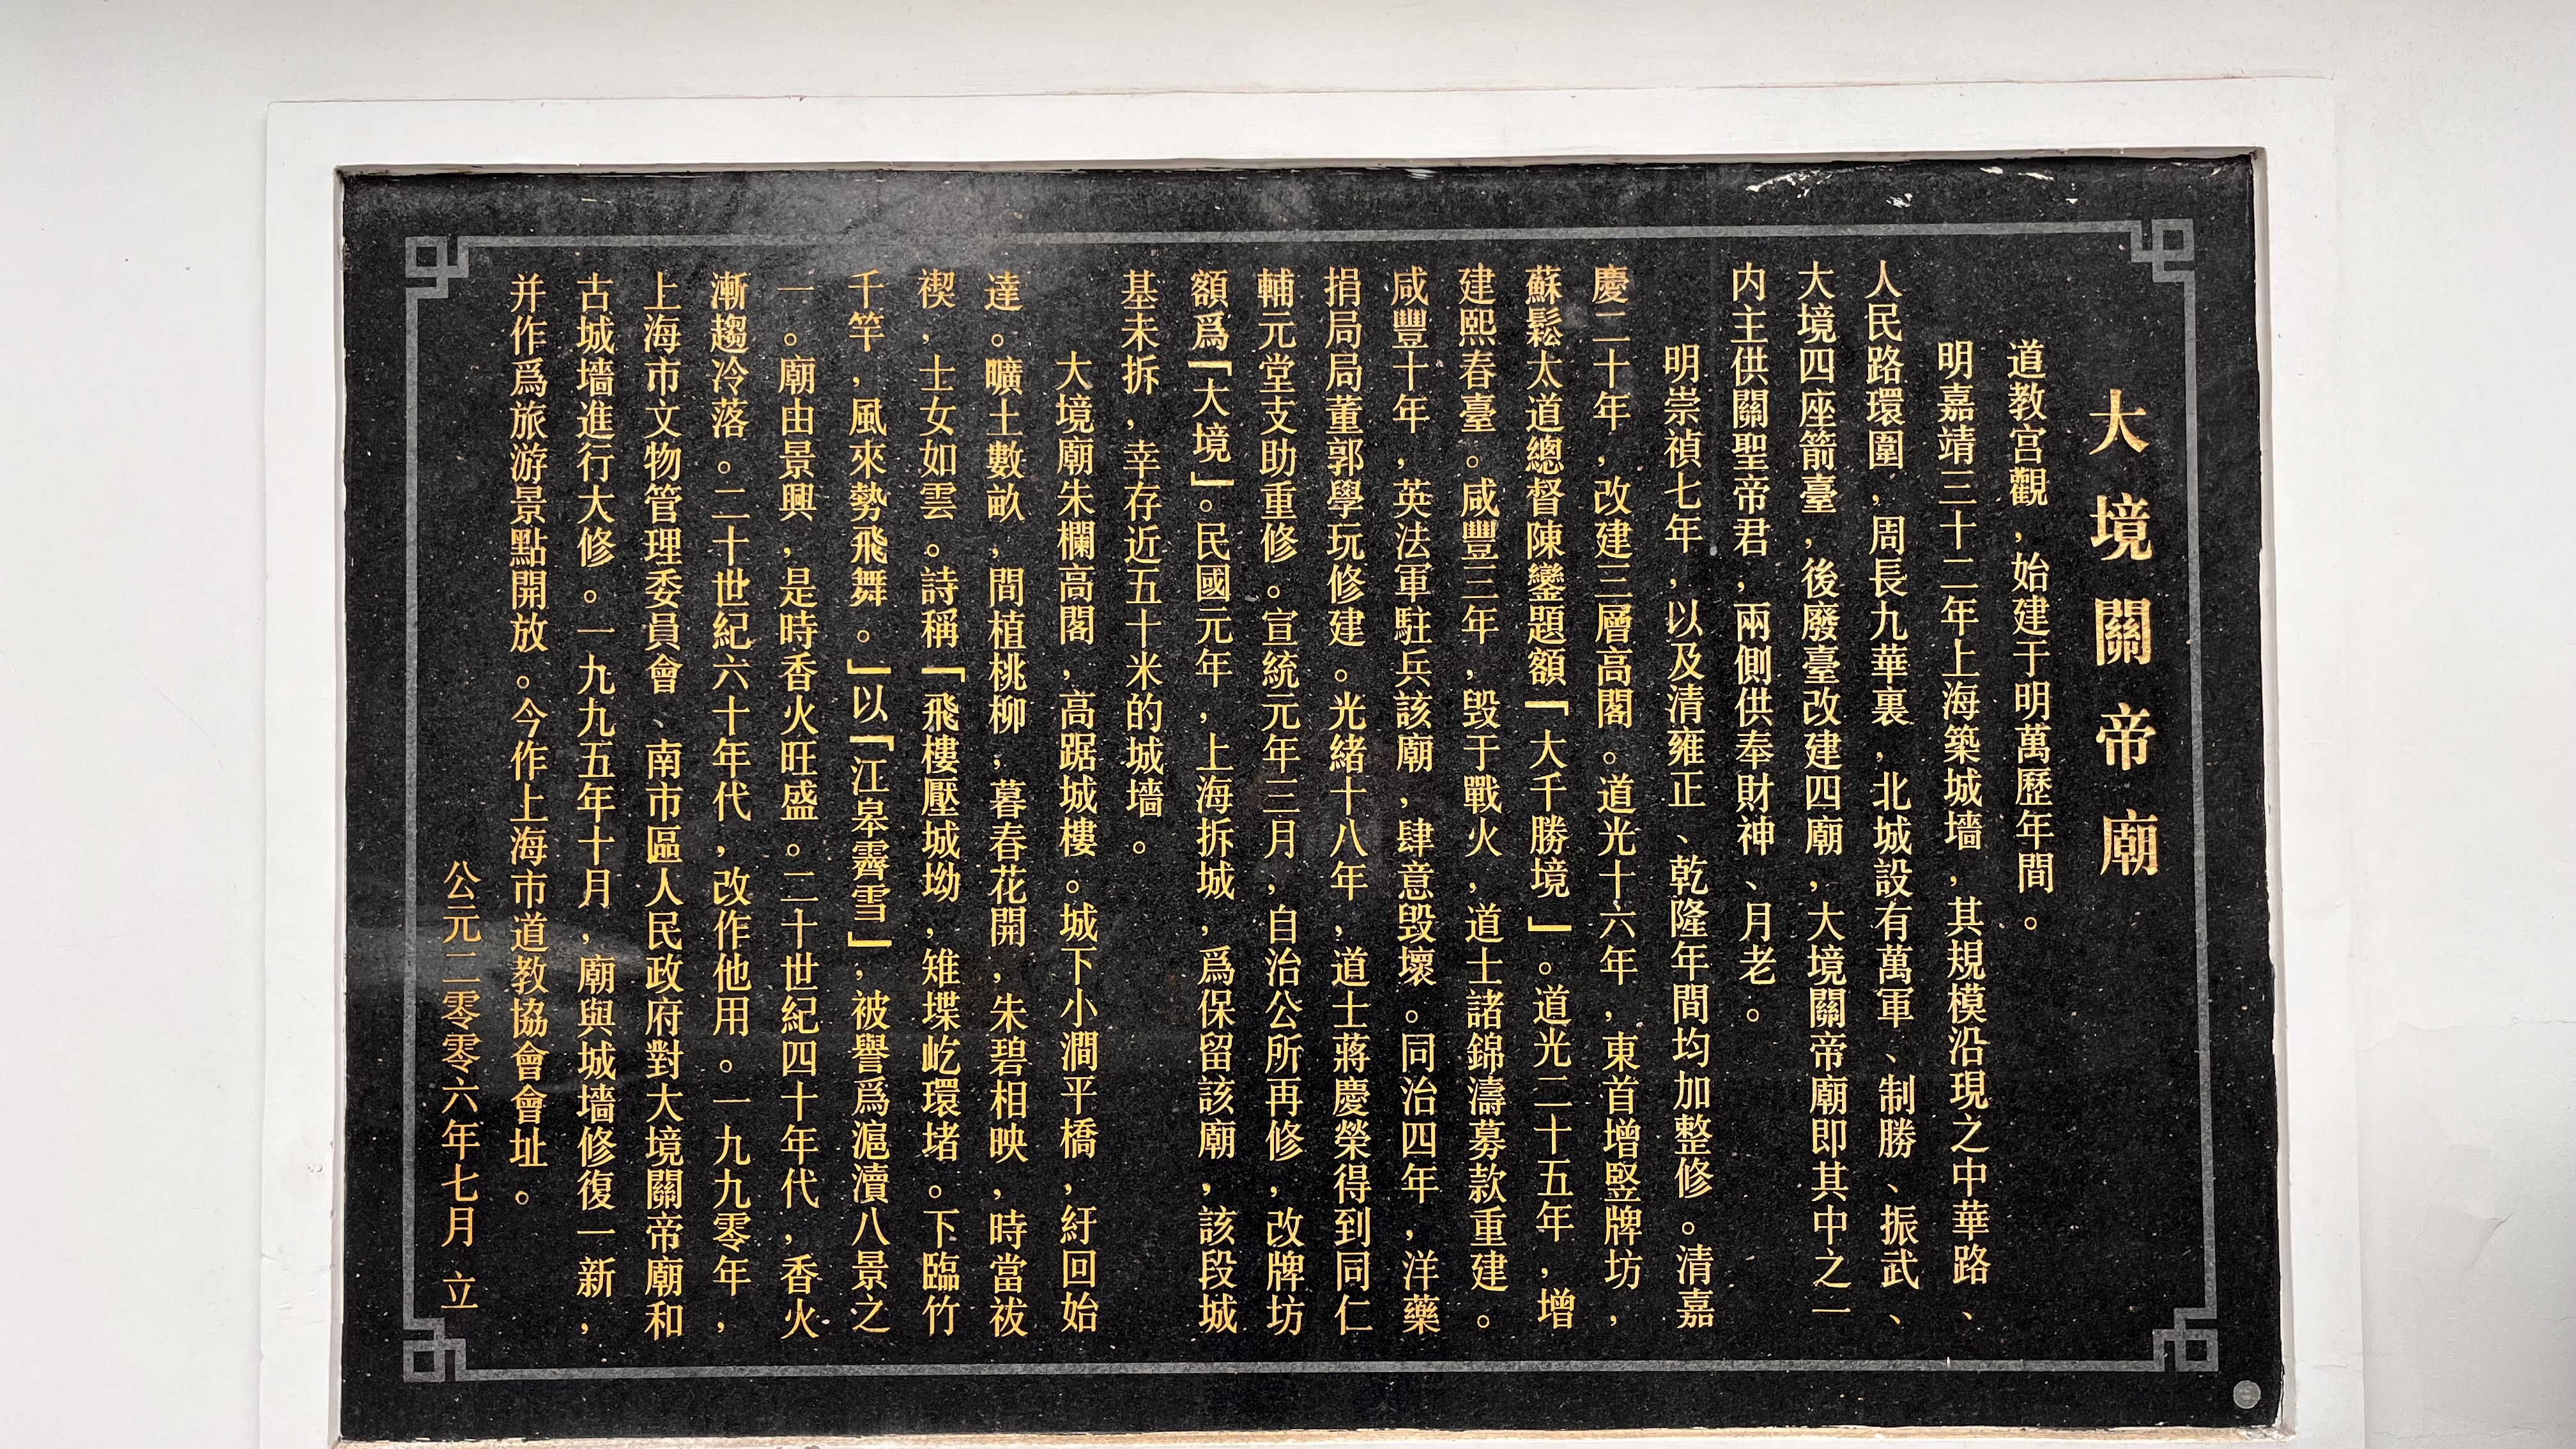 大境關帝廟
道教宫觀，始建于明萬歷年間。
明嘉靖三十二年上海築城墻，其規模沿現之中華路、
人民路環圍，周長九華裏，北城設有萬軍、制勝、振武、
大境四座箭臺，後廢臺改建四廟，大境關帝廟即其中之一
内主供關聖帝君，兩側供奉財神、月老。
明崇禎七年，以及清雍正、乾隆年間均加整修。清嘉
慶二十年，改建三層高閣。道光十六年，東首增竪牌坊，
蘇鬆太道總督陳鑾題額「大千勝境」。道光二十五年，增
建熙春臺。咸豐三年，毁于戰火，道士諸錦濤募款重建。
咸豐十年，英法軍駐兵該廟，肆意毁壞。同治四年，洋藥
捐局局董郭學玩修建。光緒十八年，道士蔣慶榮得到同仁
輔元堂支助重修。宣統元年三月，自治公所再修，改牌坊
額爲「大境」。民國元年，上海拆城，爲保留該廟，該段城
基未拆，幸存近五十米的城墻。
大境廟朱欄高閣，高踞城樓。城下小澗平橋，紆回始
達。曠土數畝，間植桃柳，暮春花開，朱碧相映，時當祓
禊，士女如雲。詩稱「飛樓壓城坳，雉堞屹環堵。下臨竹
千竿，風來勢飛舞。」以「江皋霽雪」，被譽爲滬瀆八景之
一。廟由景興，是時香火旺盛。二十世紀四十年代，香火
漸趨冷落。二十世紀六十年代，改作他用。一九九零年，
上海市文物管理委員會、南市區人民政府對大境關帝廟和
古城墻進行大修。一九九五年十月，廟與城墻修復一新，
并作爲旅游景點開放。今作上海市道教協會會址。
公元二零零六年七月 立